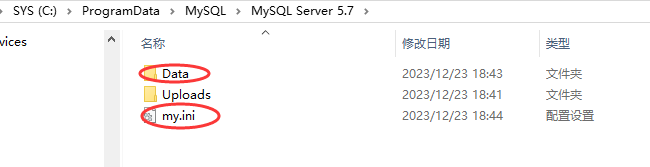 SYS (C:) > ProgramData > MySQL > MySQL Server 5.7 >
rvices
名称 修改日期 类型
Data 2023/12/23 18:43 文件夹
Uploads 2023/12/23 18:41 文件夹
my.ini 2023/12/23 18:44 配置设置